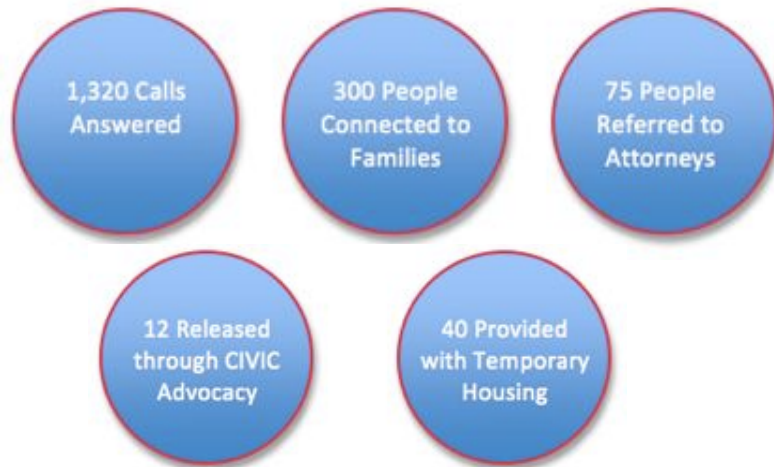 1,320 Calls
Answered
300 People
Connected to
Families
75 People
Referred to
Attorneys
12 Released
through CIVIC
Advocacy
40 Provided
with Temporary
Housing